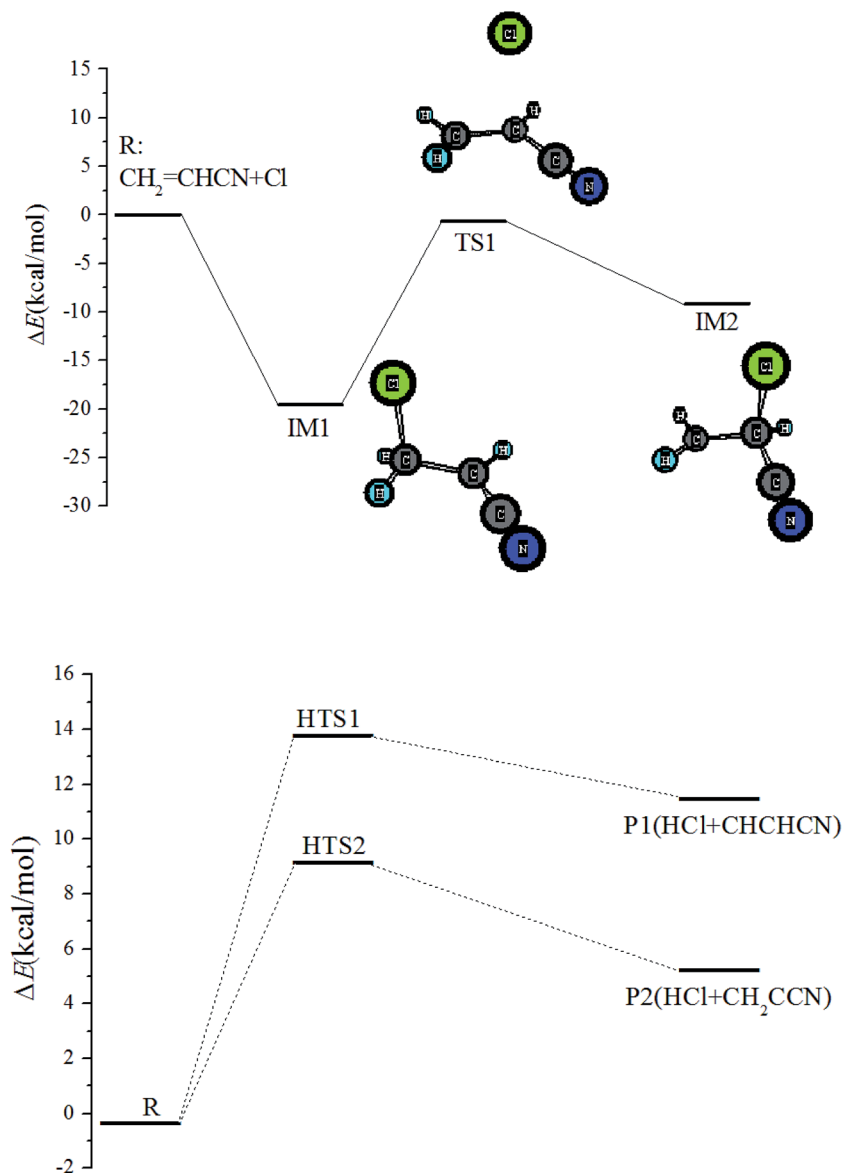 Cl
15
10
5
0
-5
-10
-15
-20
-25
-30
ΔE(kcal/mol)
R:
CH₂=CHCN+Cl
H
H
C
C
H
C
N
TS1
IM1
IM2
Cl
H
C
H
C
H
C
N
Cl
H
C
C
H
H
C
N
16
14
12
10
8
6
4
2
0
-2
ΔE(kcal/mol)
HTS1
HTS2
P1(HCl+CHCHCN)
P2(HCl+CH₂CCN)
R